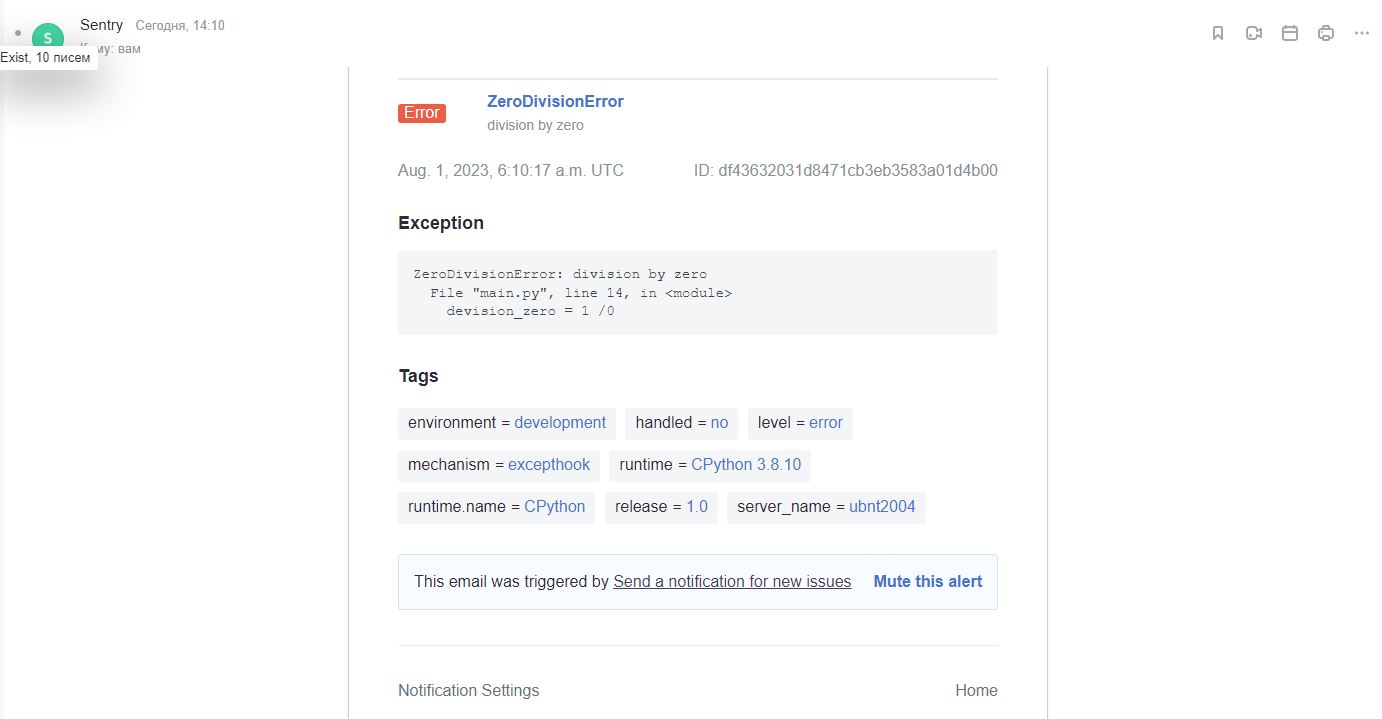 Sentry Сегодня, 14:10
S
му: вам
Exist, 10 писем
Error
ZeroDivisionError
division by zero
Aug. 1, 2023, 6:10:17 a.m. UTC ID: df43632031d8471cb3eb3583a01d4b00
Exception
ZeroDivisionError: division by zero
File "main.py", line 14, in <module>
devision_zero = 1 /0
Tags
environment = development handled = no level = error
mechanism = excepthook runtime = CPython 3.8.10
runtime.name = CPython release = 1.0 server_name = ubnt2004
This email was triggered by Send a notification for new issues Mute this alert
Notification Settings Home